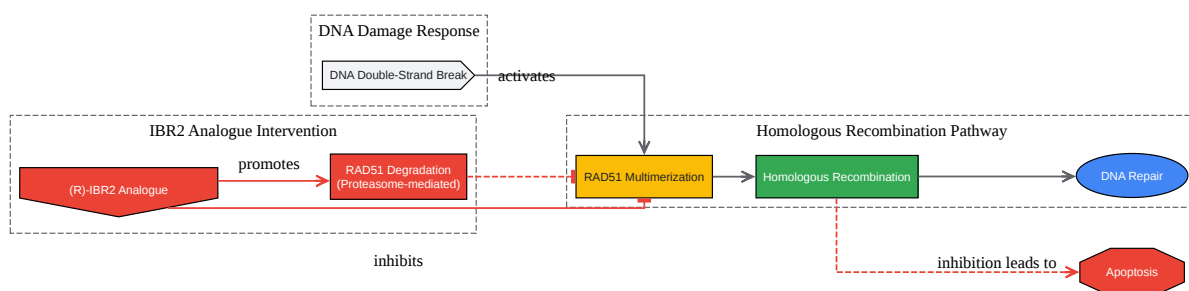 DNA Damage Response
DNA Double-Strand Break
activates
IBR2 Analogue Intervention
Homologous Recombination Pathway
promotes
(R)-IBR2 Analogue
RAD51 Degradation
(Proteasome-mediated)
RAD51 Multimerization
Homologous Recombination
DNA Repair
inhibits
inhibition leads to
Apoptosis